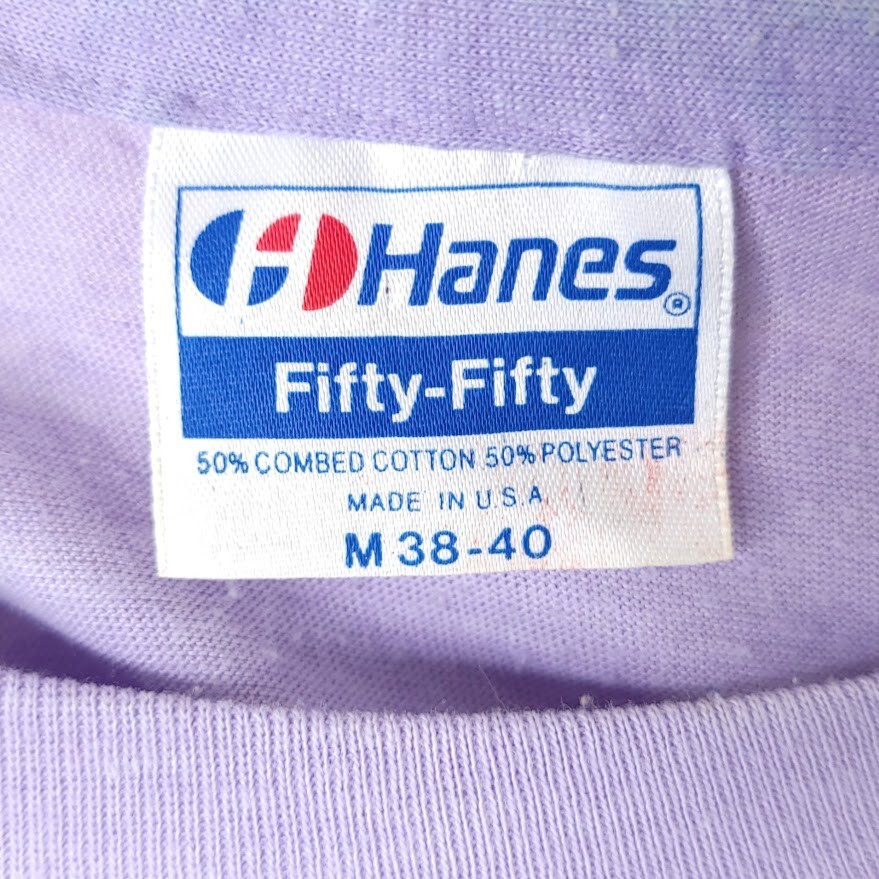 Hanes®
Fifty-Fifty
50% COMBED COTTON 50% POLYESTER
MADE IN U.S.A.
M 38-40